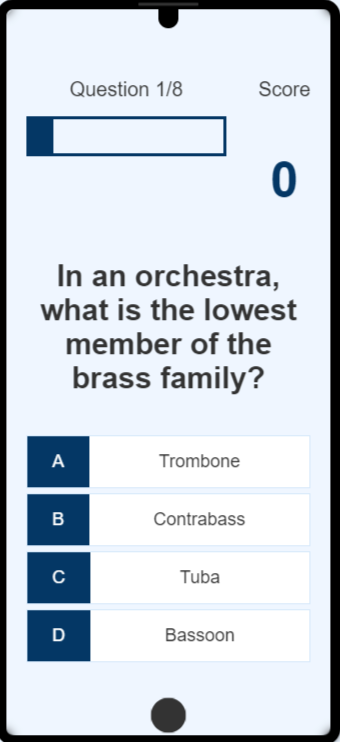 Question 1/8
Score
0
In an orchestra,
what is the lowest
member of the
brass family?
A Trombone
B Contrabass
C Tuba
D Bassoon